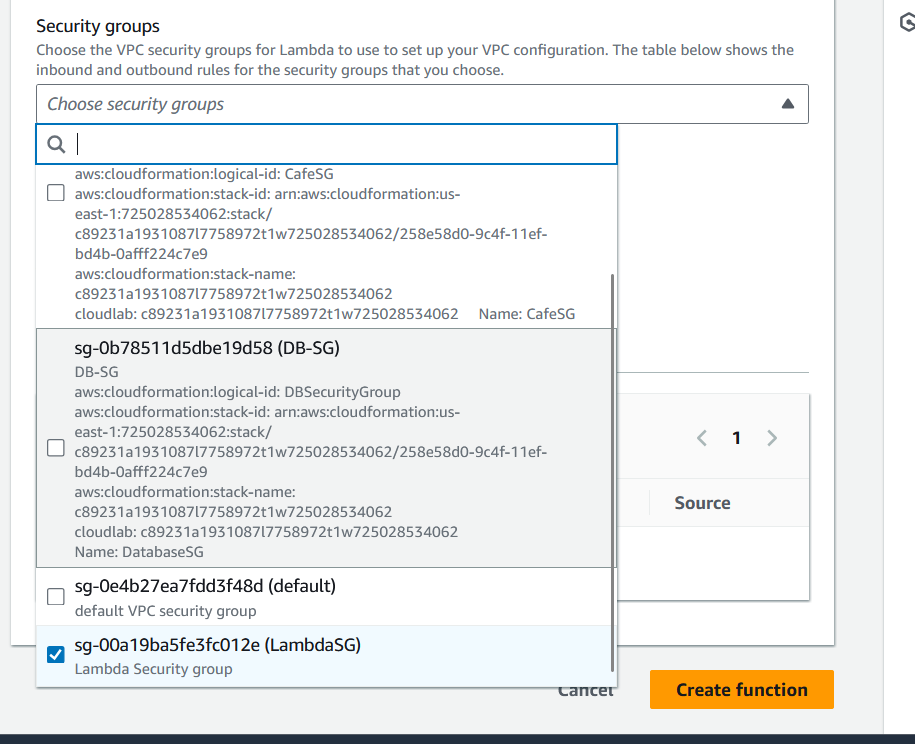 Security groups
Choose the VPC security groups for Lambda to use to set up your VPC configuration. The table below shows the
inbound and outbound rules for the security groups that you choose.
Choose security groups
aws:cloudformation:logical-id: CafeSG
aws:cloudformation:stack-id: arn:aws:cloudformation:us-
east-1:725028534062:stack/
c89231a1931087l7758972t1w725028534062/258e58d0-9c4f-11ef-
bd4b-0afff224c7e9
aws:cloudformation:stack-name:
c89231a1931087l7758972t1w725028534062
cloudlab: c89231a1931087l7758972t1w725028534062 Name: CafeSG
sg-0b78511d5dbe19d58 (DB-SG)
DB-SG
aws:cloudformation:logical-id: DBSecurityGroup
aws:cloudformation:stack-id: arn:aws:cloudformation:us-
east-1:725028534062:stack/
c89231a1931087l7758972t1w725028534062/258e58d0-9c4f-11ef-
bd4b-0afff224c7e9
aws:cloudformation:stack-name:
c89231a1931087l7758972t1w725028534062
cloudlab: c89231a1931087l7758972t1w725028534062
Name: DatabaseSG
1
Source
sg-0e4b27ea7fdd3f48d (default)
default VPC security group
sg-00a19ba5fe3fc012e (LambdaSG)
Lambda Security group
Cancel
Create function